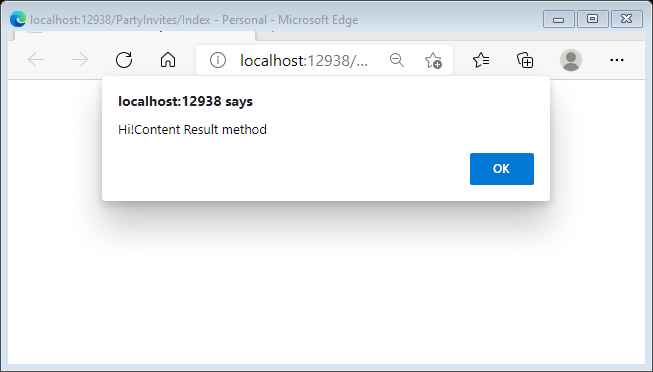 localhost:12938/PartyInvites/Index - Personal - Microsoft Edge
localhost:12938/...
localhost:12938 says
Hi!Content Result method
OK